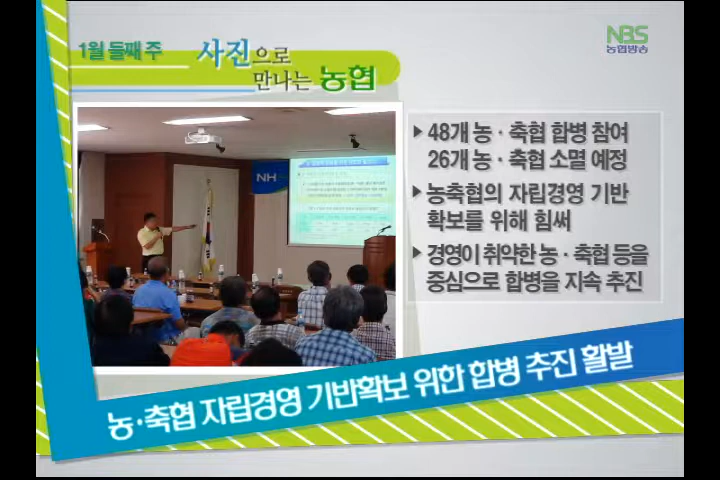 1월 둘째 주
사진으로
만나는 농협
NBS
농협방송
NH
48개 농·축협 합병 참여
26개 농·축협 소멸 예정
농축협의 자립경영 기반
확보를 위해 힘써
경영이 취약한 농·축협 등을
중심으로 합병을 지속 추진
농·축협 자립경영 기반확보 위한 합병 추진 활발